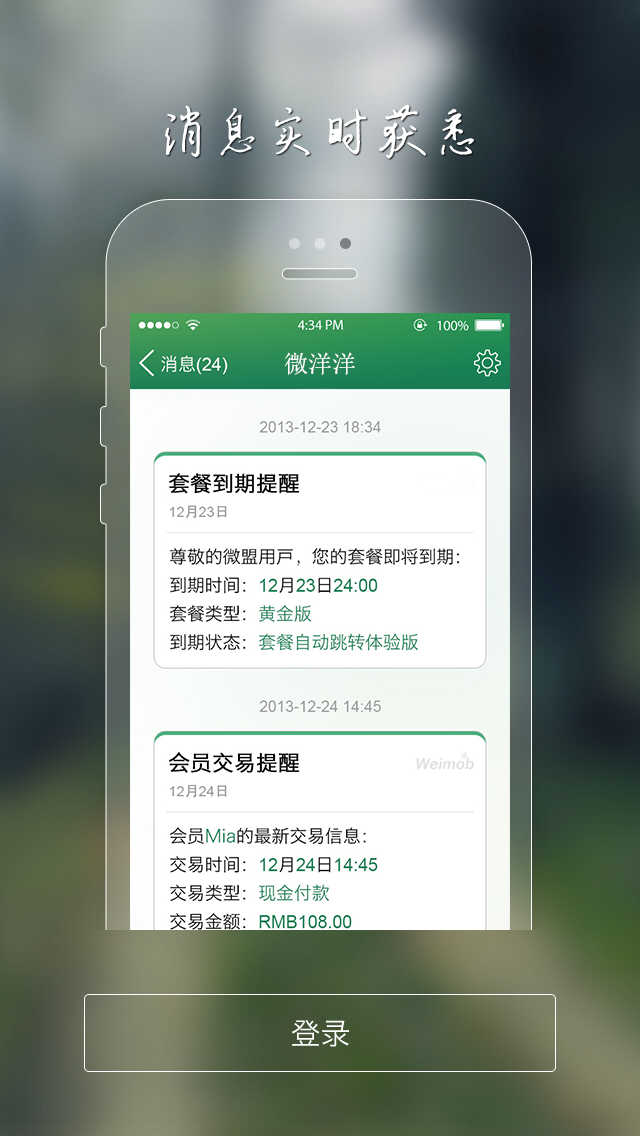 消息实时获悉
4:34 PM 100%
消息(24) 微洋洋
2013-12-23 18:34
套餐到期提醒
12月23日
尊敬的微盟用戸，您的套餐即将到期：
到期时间：12月23日24:00
套餐类型：黄金版
到期状态：套餐自动跳转体验版
2013-12-24 14:45
会员交易提醒 Weimob
12月24日
会员Mia的最新交易信息：
交易时间：12月24日14:45
交易类型：现金付款
交易金额：RMB108.00
登录